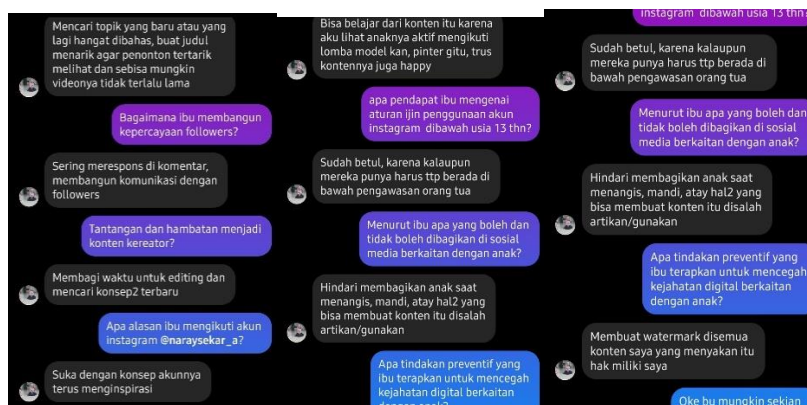 Mencari topik yang baru atau yang
lagi hangat dibahas, buat judul
menarik agar penonton tertarik
melihat dan sebisa mungkin
videonya tidak terlalu lama
Bagaimana ibu membangun
kepercayaan followers?
Sering merespons di komentar,
membangun komunikasi dengan
followers
Tantangan dan hambatan menjadi
konten kereator?
Membagi waktu untuk editing dan
mencari konsep2 terbaru
Apa alasan ibu mengikuti akun
instagram @naraysekar_a?
Suka dengan konsep akunnya
terus menginspirasi
Bisa belajar dari konten itu karena
aku lihat anaknya aktif mengikuti
lomba model kan, pinter gitu, trus
kontennya juga happy
apa pendapat ibu mengenai
aturan ijin penggunaan akun
instagram dibawah usia 13 thn?
Sudah betul, karena kalaupun
mereka punya harus ttp berada di
bawah pengawasan orang tua
Menurut ibu apa yang boleh dan
tidak boleh dibagikan di sosial
media berkaitan dengan anak?
Hindari membagikan anak saat
menangis, mandi, atay hal2 yang
bisa membuat konten itu disalah
artikan/gunakan
Apa tindakan preventif yang
ibu terapkan untuk mencegah
kejahatan digital berkaitan
dengan anak?
instagram dibawah usia 13 thn?
Sudah betul, karena kalaupun
mereka punya harus ttp berada di
bawah pengawasan orang tua
Menurut ibu apa yang boleh dan
tidak boleh dibagikan di sosial
media berkaitan dengan anak?
Hindari membagikan anak saat
menangis, mandi, atay hal2 yang
bisa membuat konten itu disalah
artikan/gunakan
Apa tindakan preventif yang
ibu terapkan untuk mencegah
kejahatan digital berkaitan
dengan anak?
Membuat watermark disemua
konten saya yang menyakan itu
hak miliki saya
Oke bu mungkin sekian